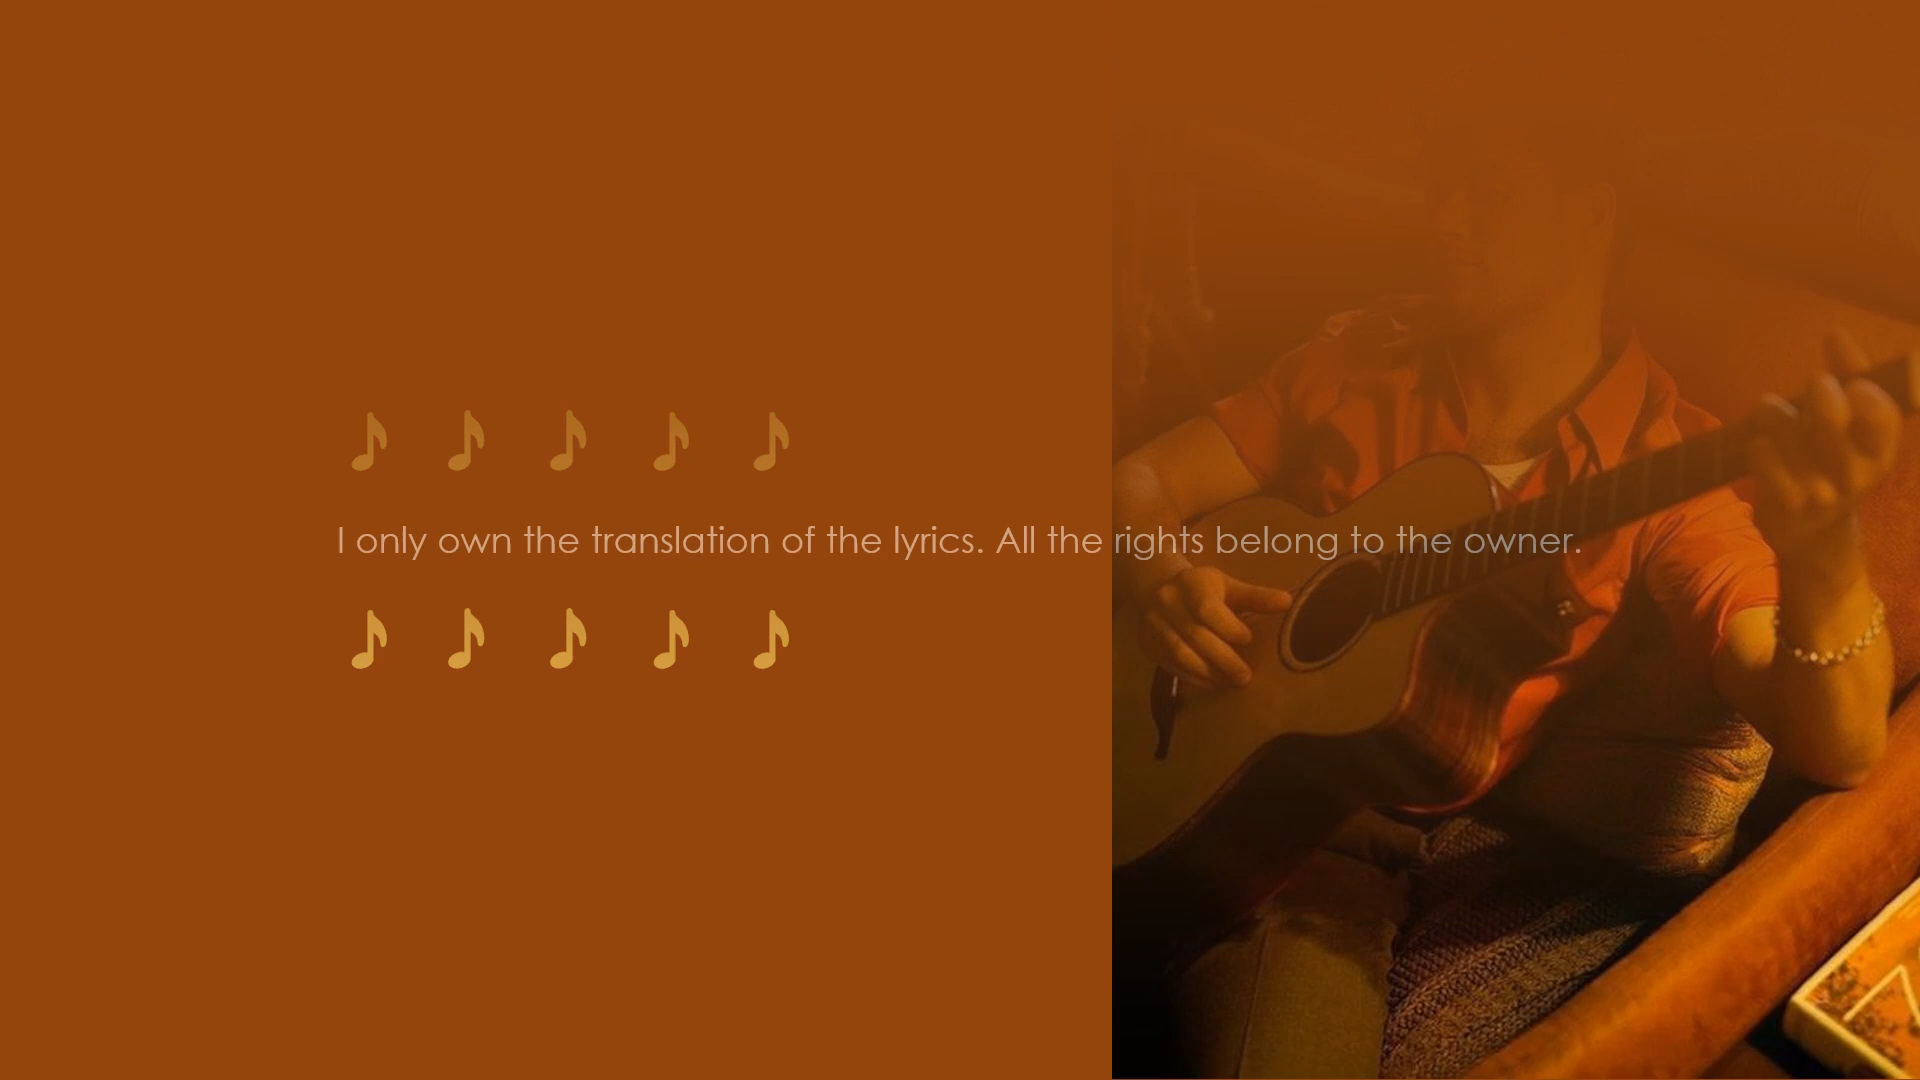 I only own the translation of the lyrics. All the rights belong to the owner.